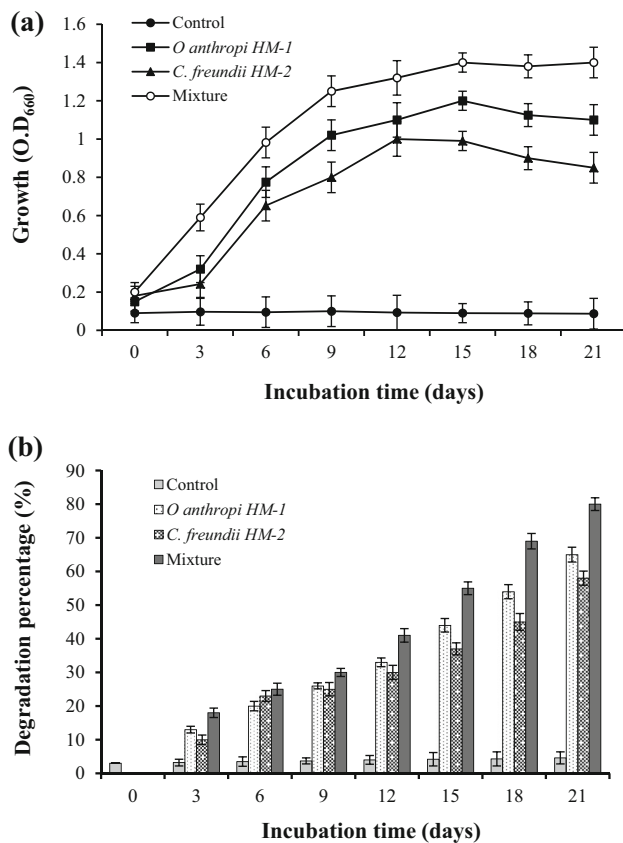 (a)
Control
O anthropi HM-1
C. freundii HM-2
Mixture
Growth (O.D660)
1.6
1.4
1.2
1
0.8
0.6
0.4
0.2
0
0 3 6 9 12 15 18 21
Incubation time (days)
(b)
Control
O anthropi HM-1
C. freundii HM-2
Mixture
Degradation percentage (%)
90
80
70
60
50
40
30
20
10
0
0 3 6 9 12 15 18 21
Incubation time (days)